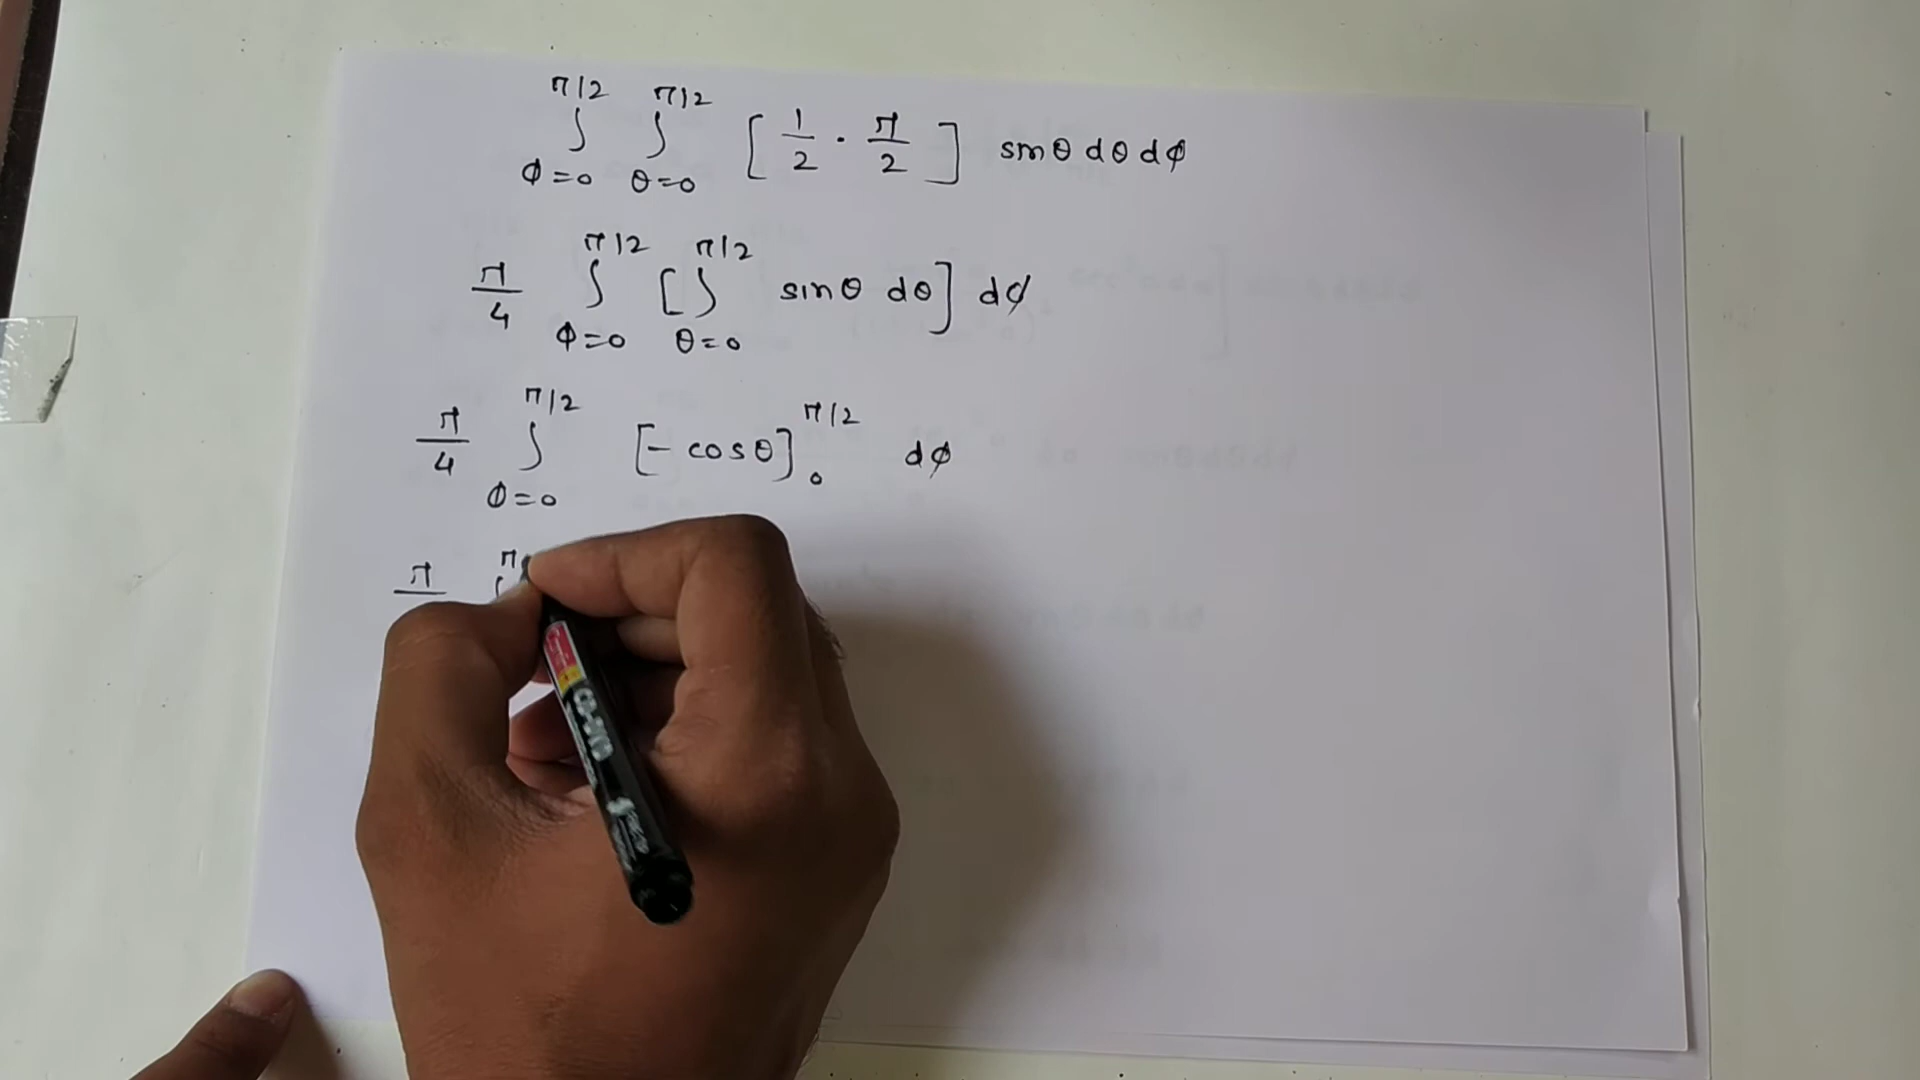 π/2 π/2
∫ ∫ [ 1/2 · π/2 ] sinθ dθ dϕ
ϕ=0 θ=0
π/2 π/2
π/4 ∫ [ ∫ sinθ dθ ] dϕ
ϕ=0 θ=0
π/2
π/4 ∫ [– cosθ]₀^π/2 dϕ
ϕ=0
π
π ∫